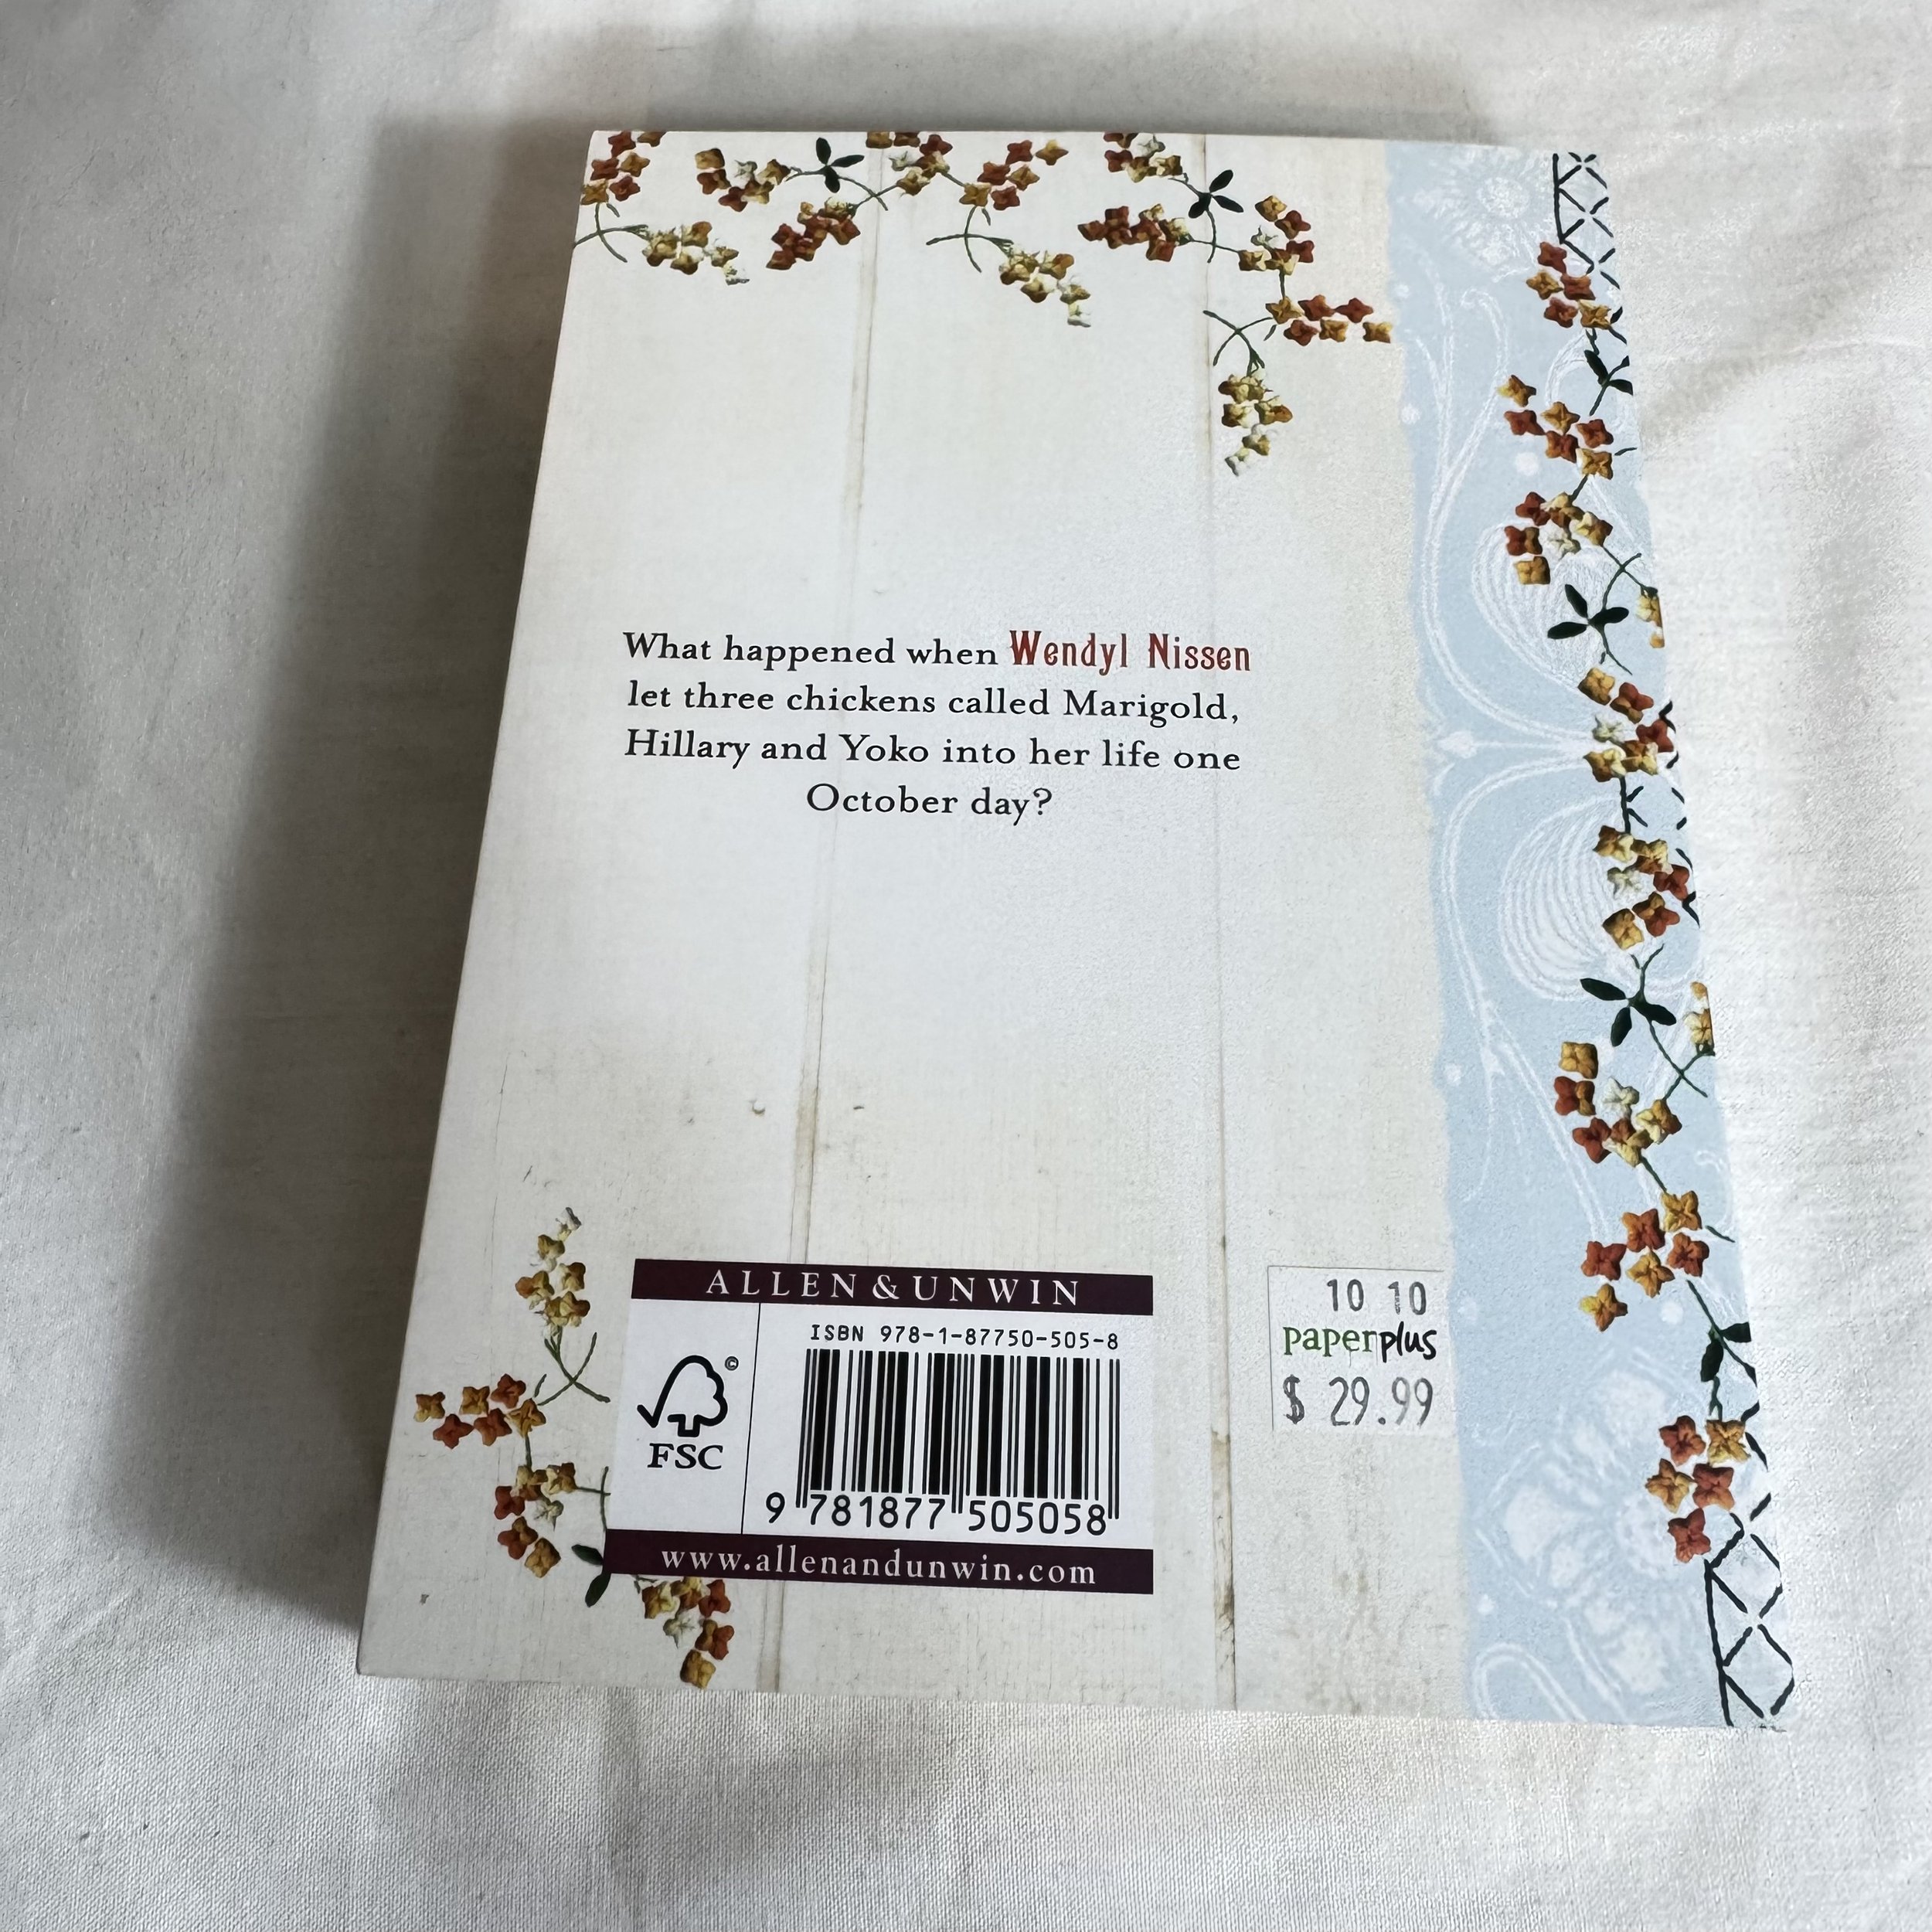 What happened when Wendyl Nissen
let three chickens called Marigold,
Hillary and Yoko into her life one
October day?
ALLEN & UNWIN
ISBN 978-1-87750-505-8
©
FSC
9 781877 505058
www.allenandunwin.com
10 10
paperplus
$ 29.99